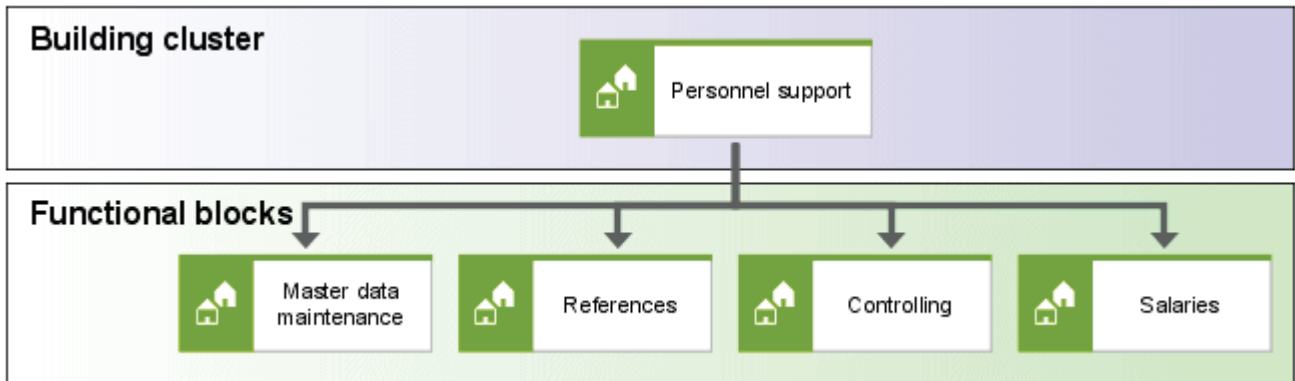 Building cluster
Personnel support
Functional blocks
Master data
maintenance
References
Controlling
Salaries